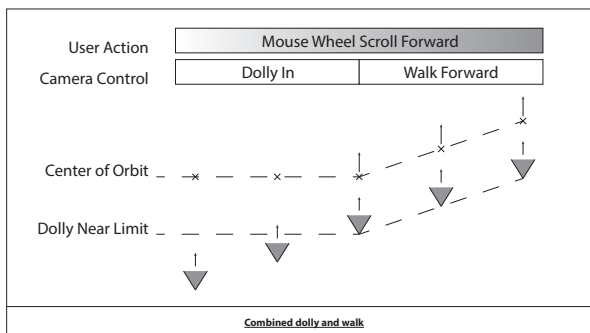 User Action
Mouse Wheel Scroll Forward
Camera Control
Dolly In
Walk Forward
Center of Orbit
Dolly Near Limit
Combined dolly and walk